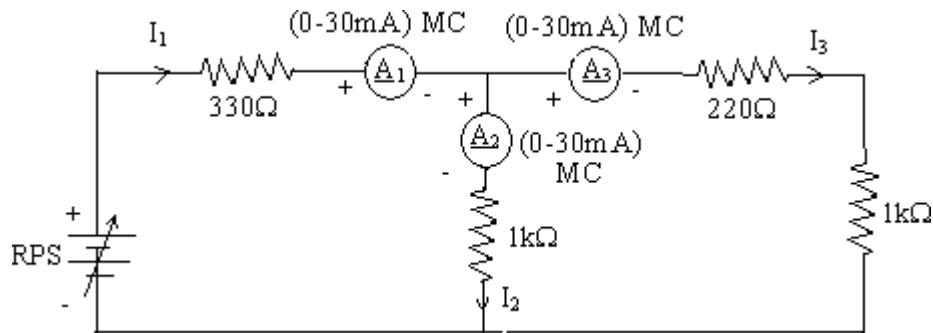 (0-30mA) MC
(0-30mA) MC
I1
I3
A1
A3
+
-
+
-
330Ω
220Ω
+
A2
(0-30mA)
MC
-
1kΩ
1kΩ
+
RPS
-
I2